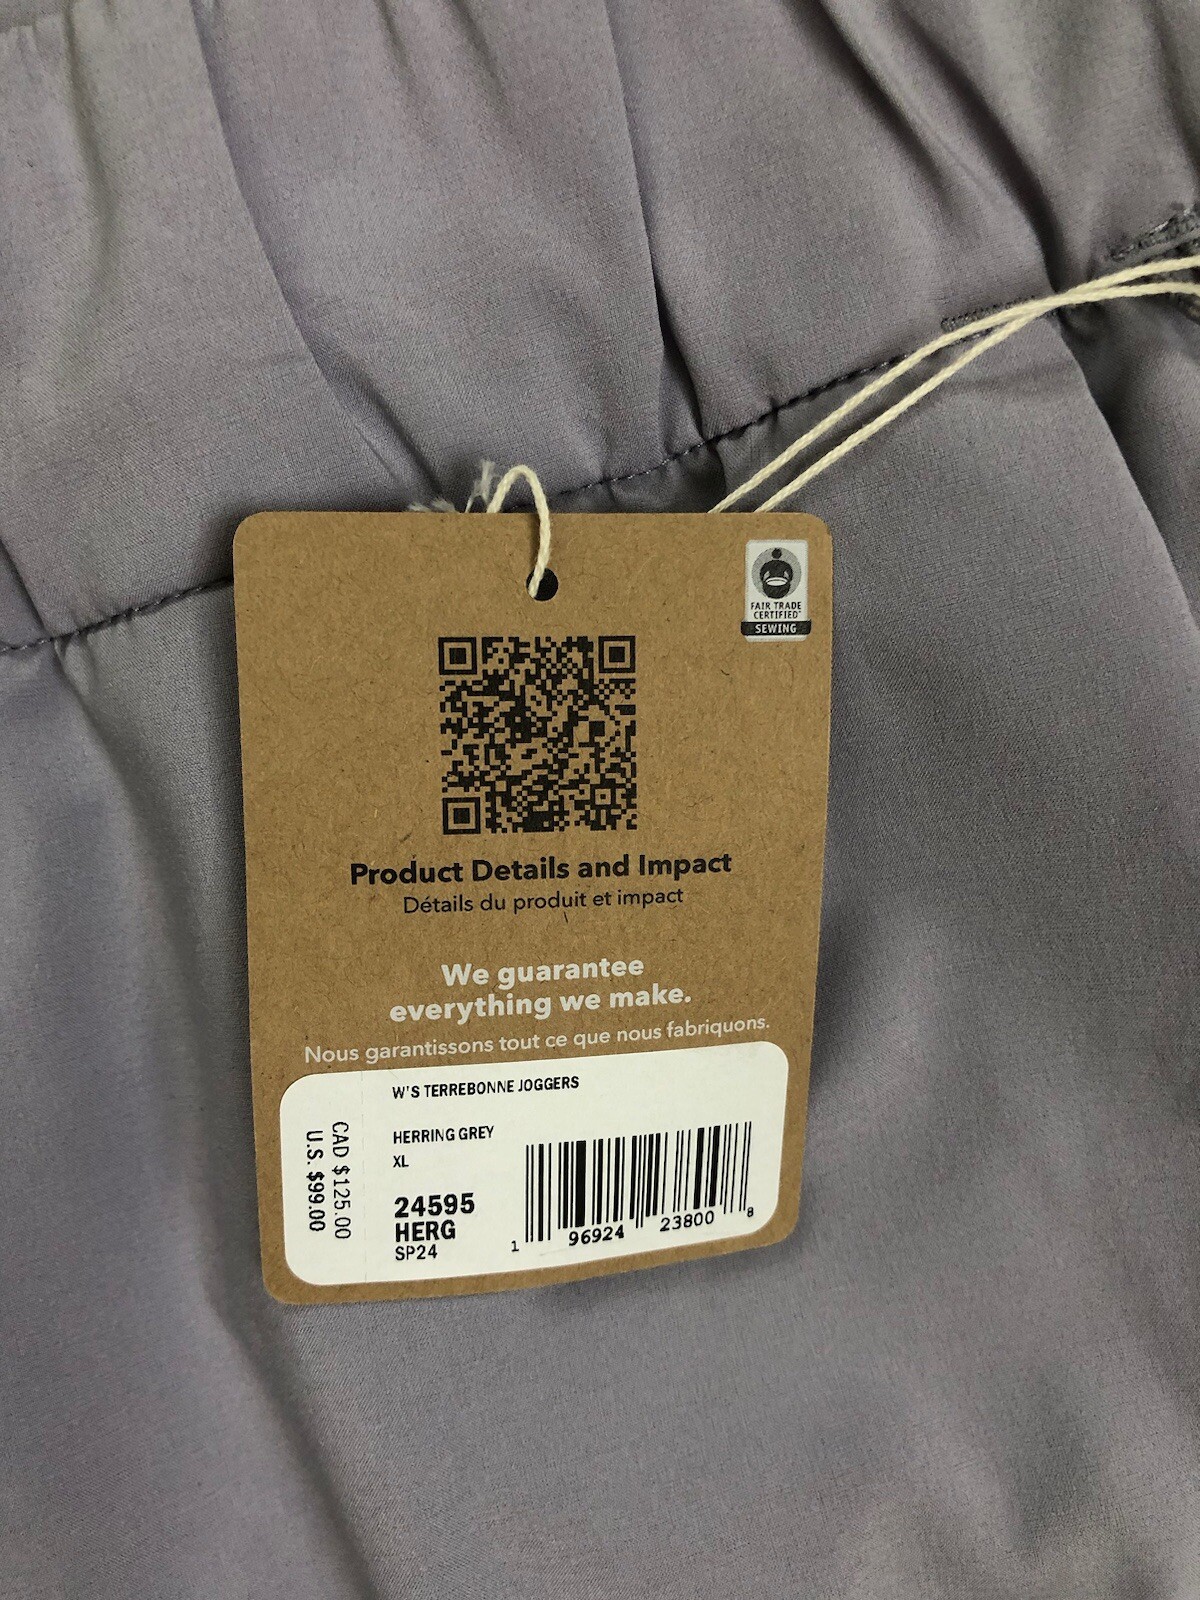 FAIR TRADE
CERTIFIED™
SEWING
Product Details and Impact
Détails du produit et impact
We guarantee
everything we make.
Nous garantissons tout ce que nous fabriquons.
W'S TERREBONNE JOGGERS
HERRING GREY
XL
24595
HERG
SP24
CAD $125.00
U.S. $99.00
1 96924 23800 8